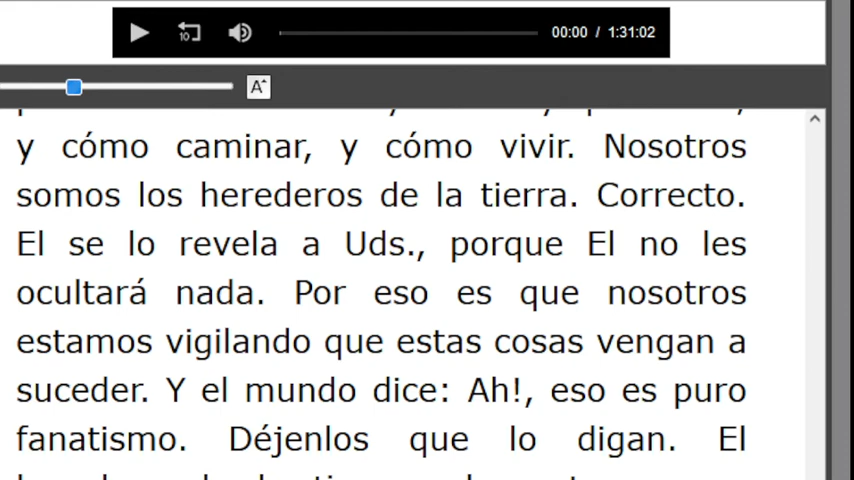 10
00:00 / 1:31:02
A
y cómo caminar, y cómo vivir. Nosotros
somos los herederos de la tierra. Correcto.
El se lo revela a Uds., porque El no les
ocultará nada. Por eso es que nosotros
estamos vigilando que estas cosas vengan a
suceder. Y el mundo dice: Ah!, eso es puro
fanatismo. Déjenlos que lo digan. El